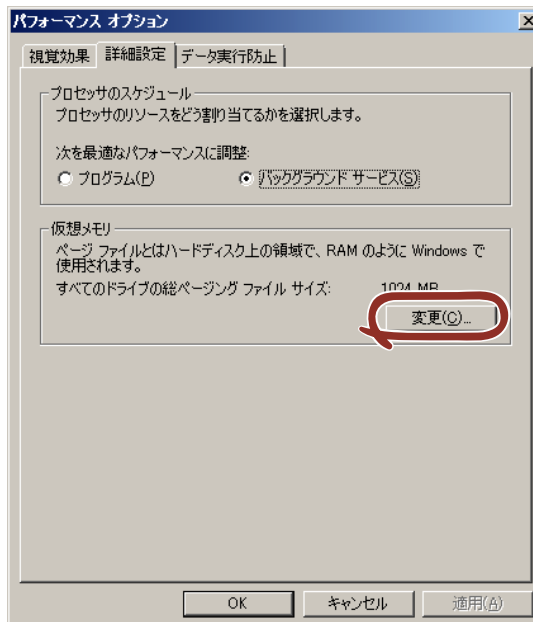 パフォーマンス オプション
視覚効果 詳細設定 データ実行防止
プロセッサのスケジュール
プロセッサのリソースをどう割り当てるかを選択します。
次を最適なパフォーマンスに調整:
プログラム(P) バックグラウンド サービス(S)
仮想メモリ
ページ ファイルとはハードディスク上の領域で、RAM のように Windows で
使用されます。
すべてのドライブの総ページング ファイル サイズ: 1024 MB
変更(C)...
OK キャンセル 適用(A)